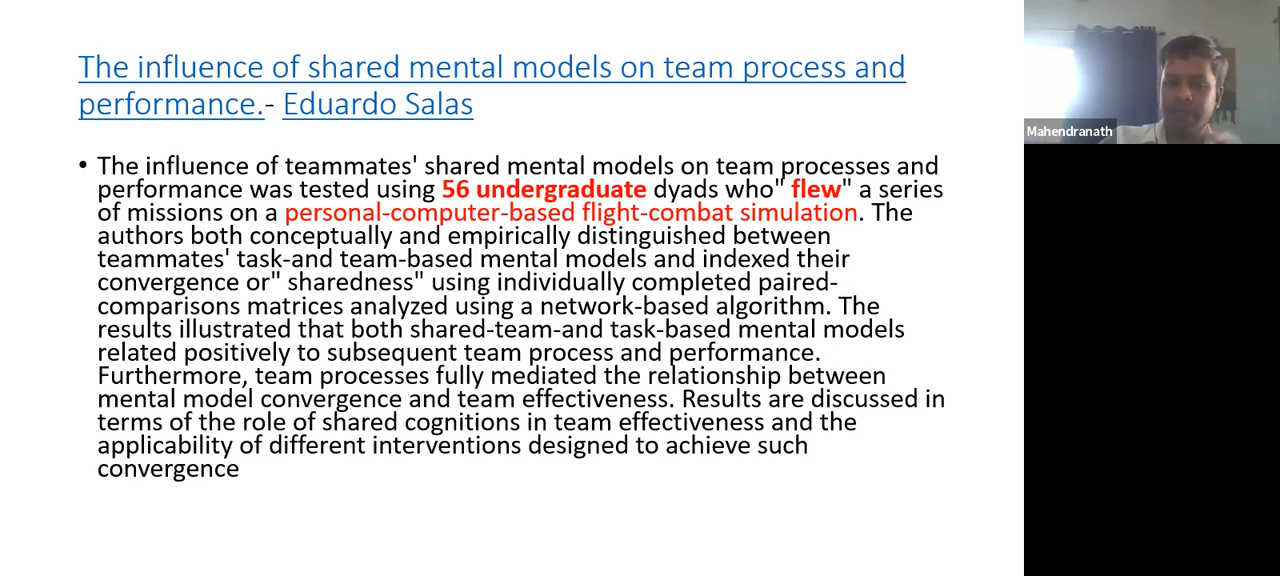 The influence of shared mental models on team process and
performance.- Eduardo Salas
• The influence of teammates' shared mental models on team processes and
performance was tested using 56 undergraduate dyads who" flew" a series
of missions on a personal-computer-based flight-combat simulation. The
authors both conceptually and empirically distinguished between
teammates' task-and team-based mental models and indexed their
convergence or" sharedness" using individually completed paired-
comparisons matrices analyzed using a network-based algorithm. The
results illustrated that both shared-team-and task-based mental models
related positively to subsequent team process and performance.
Furthermore, team processes fully mediated the relationship between
mental model convergence and team effectiveness. Results are discussed in
terms of the role of shared cognitions in team effectiveness and the
applicability of different interventions designed to achieve such
convergence
Mahendranath